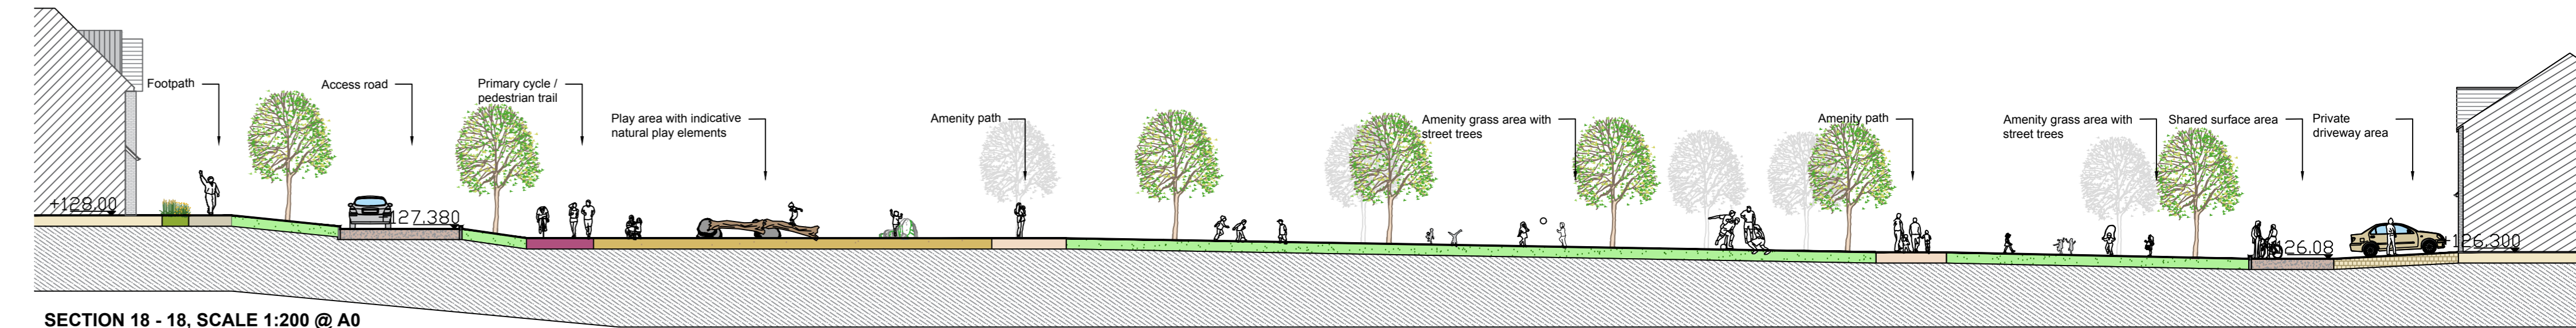 Footpath
Access road
Primary cycle /
pedestrian trail
Play area with indicative
natural play elements
Amenity path
Amenity grass area with
street trees
Amenity path
Amenity grass area with
street trees
Shared surface area
Private
driveway area
+128.00
127.380
126.08
+126.300
SECTION 18 - 18, SCALE 1:200 @ A0